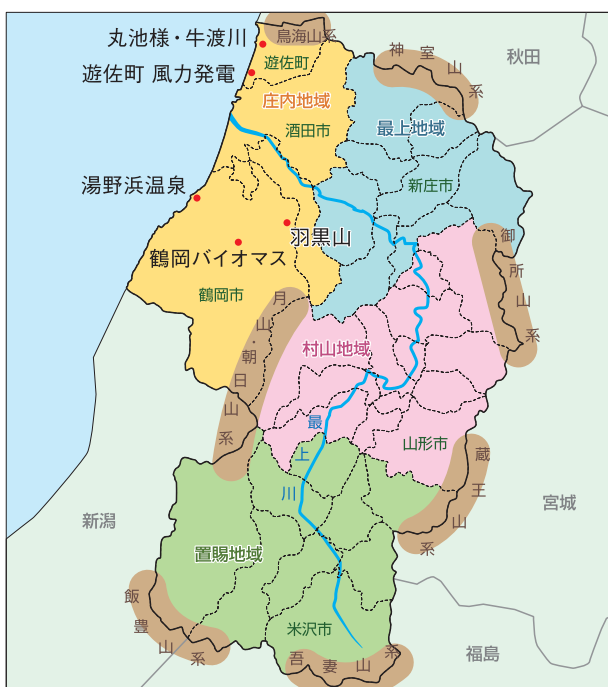 丸池様・牛渡川
鳥海山系
遊佐町
遊佐町 風力発電
神室山系
秋田
庄内地域
酒田市
最上地域
湯野浜温泉
新庄市
羽黒山
鶴岡バイオマス
鶴岡市
御所山系
月山・朝日山系
村山地域
最上川
山形市
蔵王山系
宮城
新潟
置賜地域
飯豊山系
米沢市
吾妻山系
福島